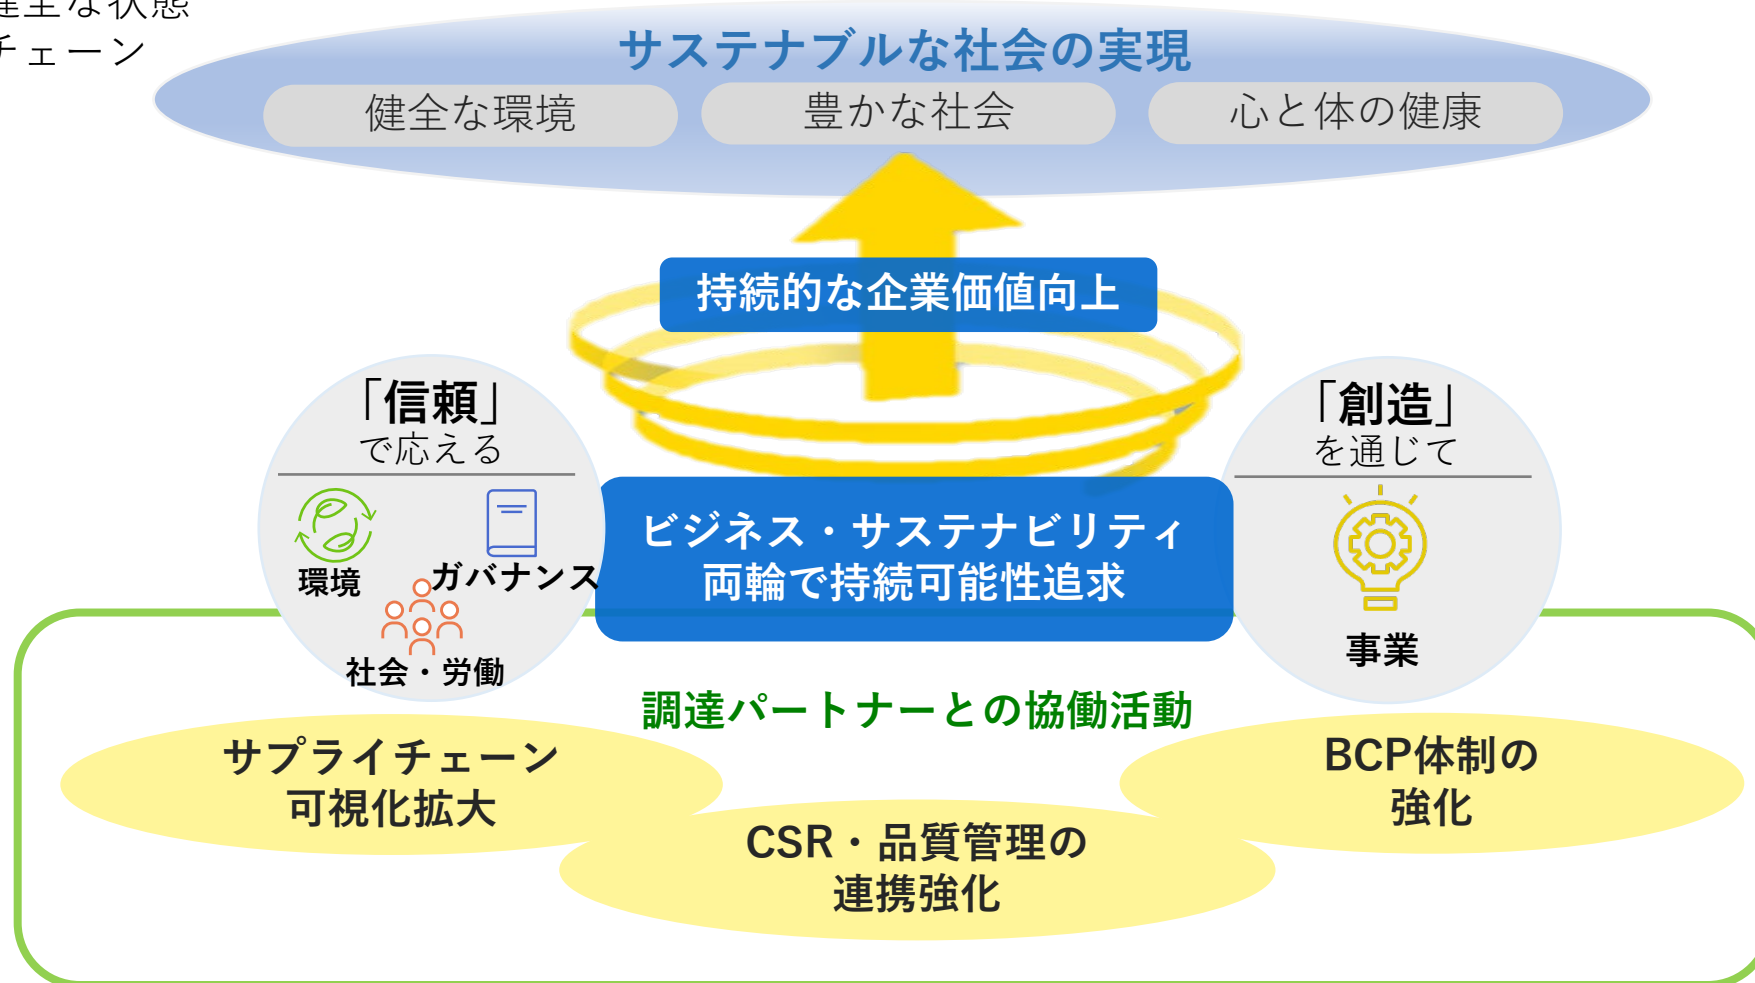 健全な状態
チェーン
サステナブルな社会の実現
健全な環境
豊かな社会
心と体の健康
持続的な企業価値向上
「信頼」
で応える
環境
ガバナンス
社会・労働
「創造」
を通じて
事業
ビジネス・サステナビリティ
両輪で持続可能性追求
調達パートナーとの協働活動
サプライチェーン
可視化拡大
CSR・品質管理の
連携強化
BCP体制の
強化